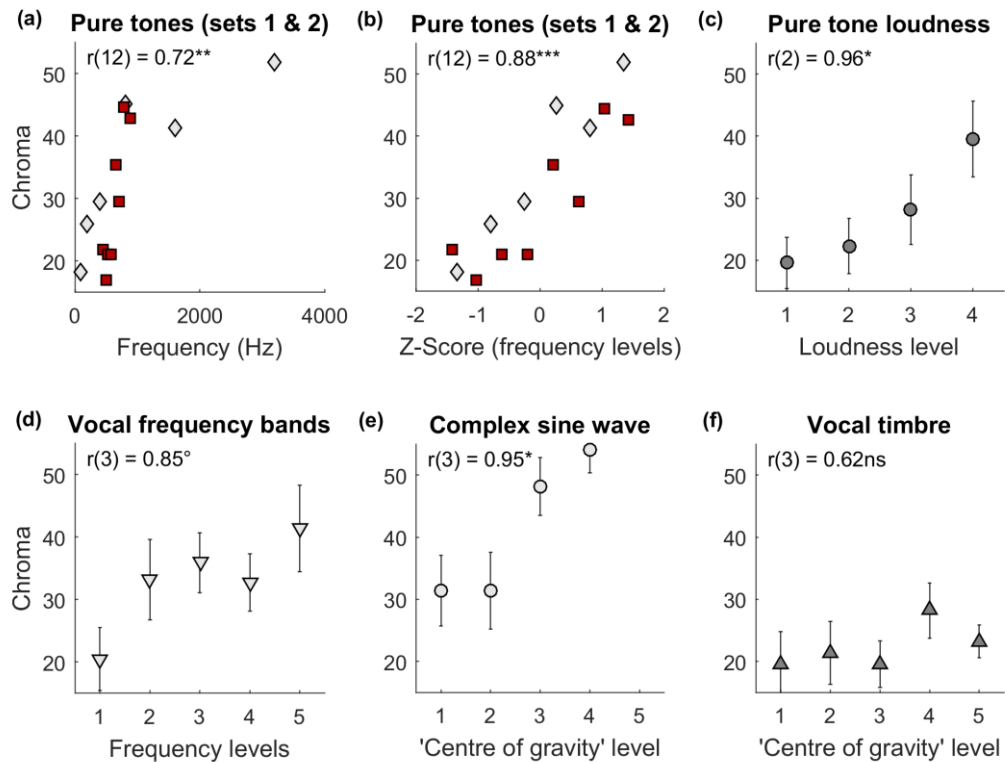 (a) Pure tones (sets 1 & 2)
r(12) = 0.72**
50
40
30
20
Chroma
0 2000 4000
Frequency (Hz)
(b) Pure tones (sets 1 & 2)
r(12) = 0.88***
-2 -1 0 1 2
Z-Score (frequency levels)
(c) Pure tone loudness
r(2) = 0.96*
50
40
30
20
1 2 3 4
Loudness level
(d) Vocal frequency bands
r(3) = 0.85°
50
40
30
20
Chroma
1 2 3 4 5
Frequency levels
(e) Complex sine wave
r(3) = 0.95*
50
40
30
20
1 2 3 4 5
'Centre of gravity' level
(f) Vocal timbre
r(3) = 0.62ns
50
40
30
20
1 2 3 4 5
'Centre of gravity' level